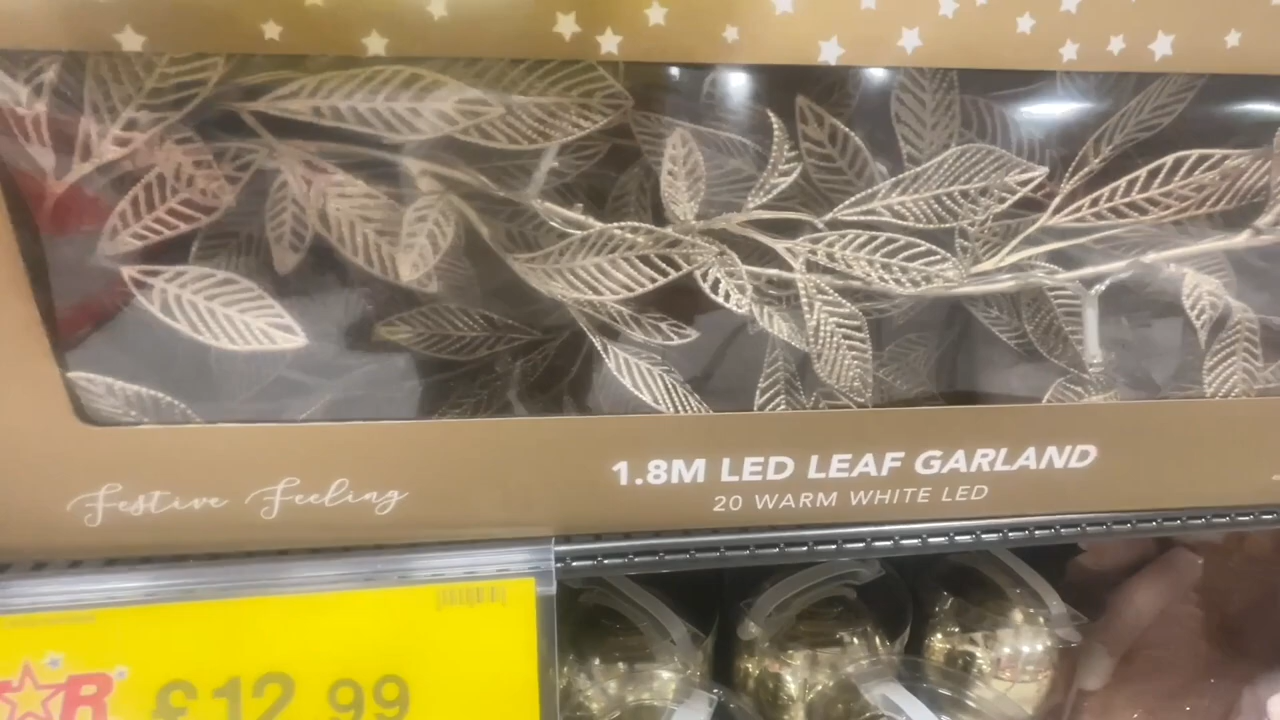 Festive Feeling
1.8M LED LEAF GARLAND
20 WARM WHITE LED
£12.99